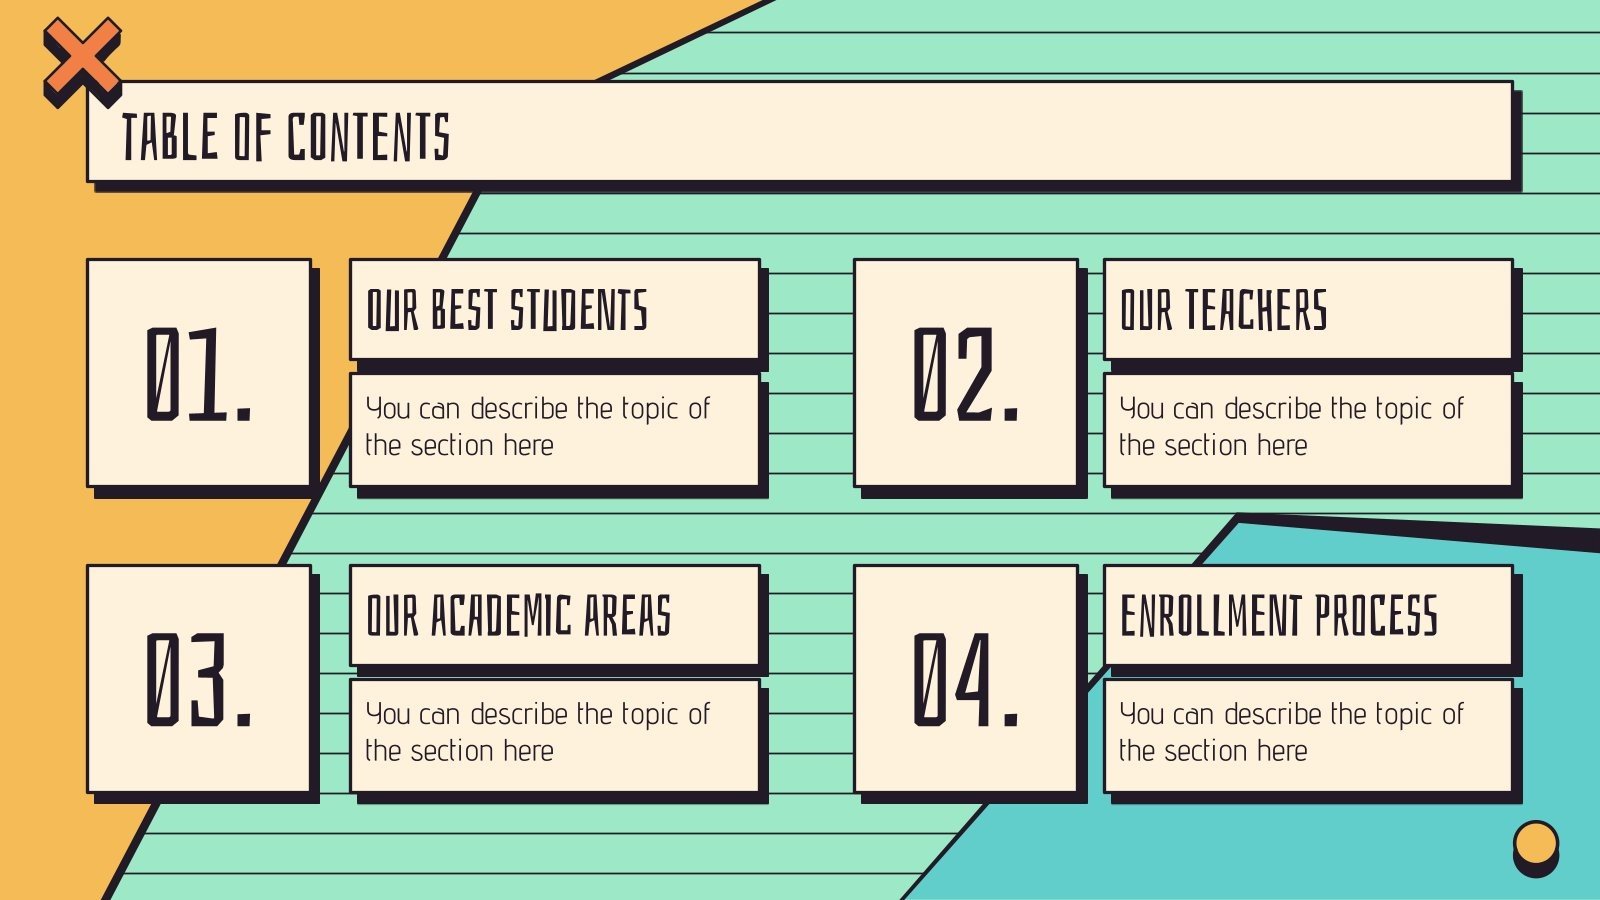 TABLE OF CONTENTS
01.
OUR BEST STUDENTS
You can describe the topic of
the section here
02.
OUR TEACHERS
You can describe the topic of
the section here
03.
OUR ACADEMIC AREAS
You can describe the topic of
the section here
04.
ENROLLMENT PROCESS
You can describe the topic of
the section here